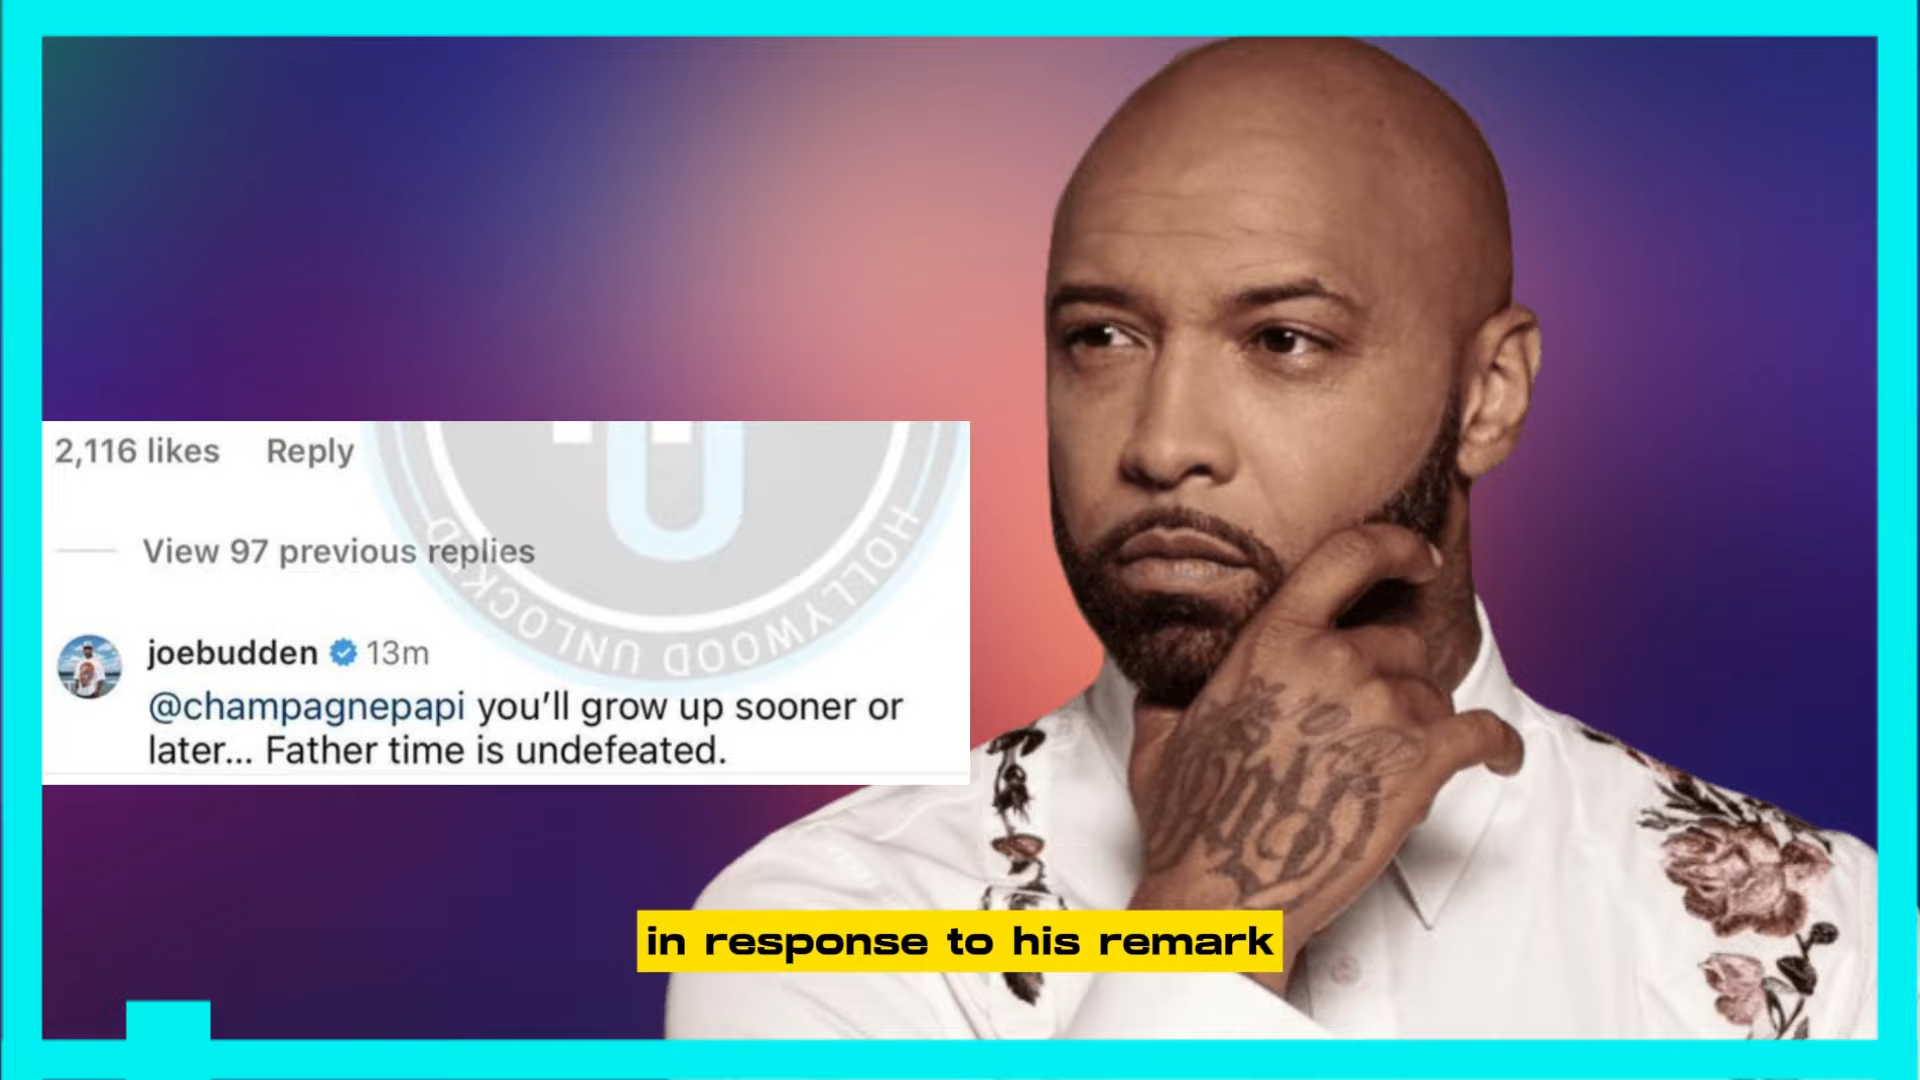 2,116 likes Reply
View 97 previous replies
HOLLYWOOD UNLOCKED
joebudden 13m
@champagnepapi you’ll grow up sooner or
later... Father time is undefeated.
in response to his remark